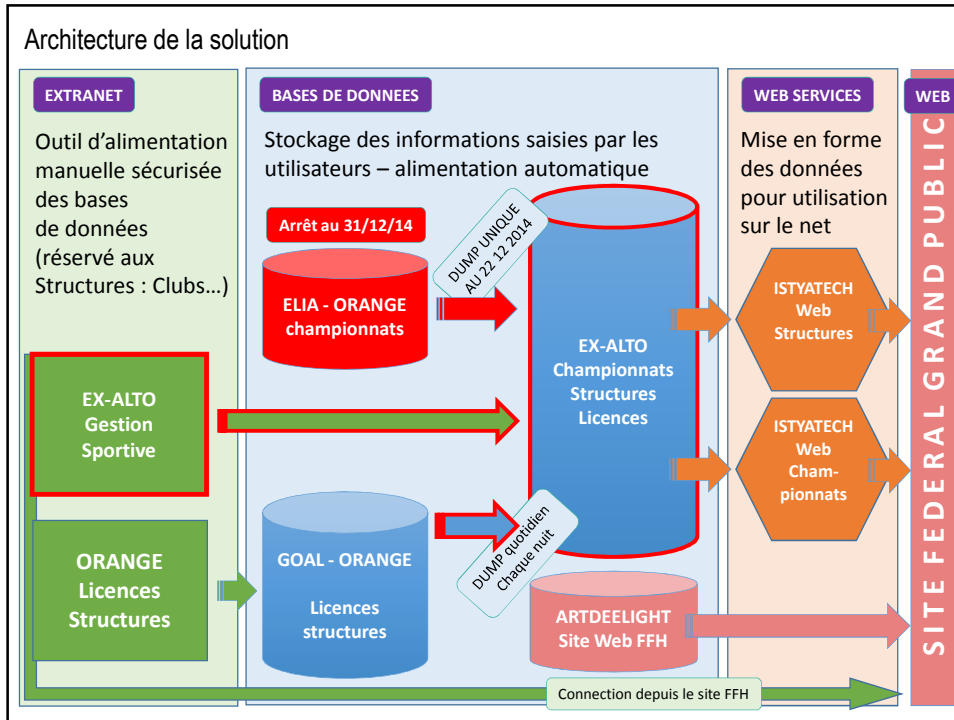 Architecture de la solution
EXTRANET
Outil d’alimentation
manuelle sécurisée
des bases
de données
(réservé aux
Structures : Clubs…)
EX-ALTO
Gestion
Sportive
ORANGE
Licences
Structures
BASES DE DONNEES
Stockage des informations saisies par les
utilisateurs – alimentation automatique
Arrêt au 31/12/14
ELIA - ORANGE
championnats
DUMP UNIQUE
AU 22 12 2014
EX-ALTO
Championnats
Structures
Licences
GOAL - ORANGE
Licences
structures
DUMP quotidien
Chaque nuit
ARTDEELIGHT
Site Web FFH
WEB SERVICES
Mise en forme
des données
pour utilisation
sur le net
ISTYATECH
Web
Structures
ISTYATECH
Web
Cham-
pionnats
WEB
SITE FEDERAL GRAND PUBLIC
Connection depuis le site FFH